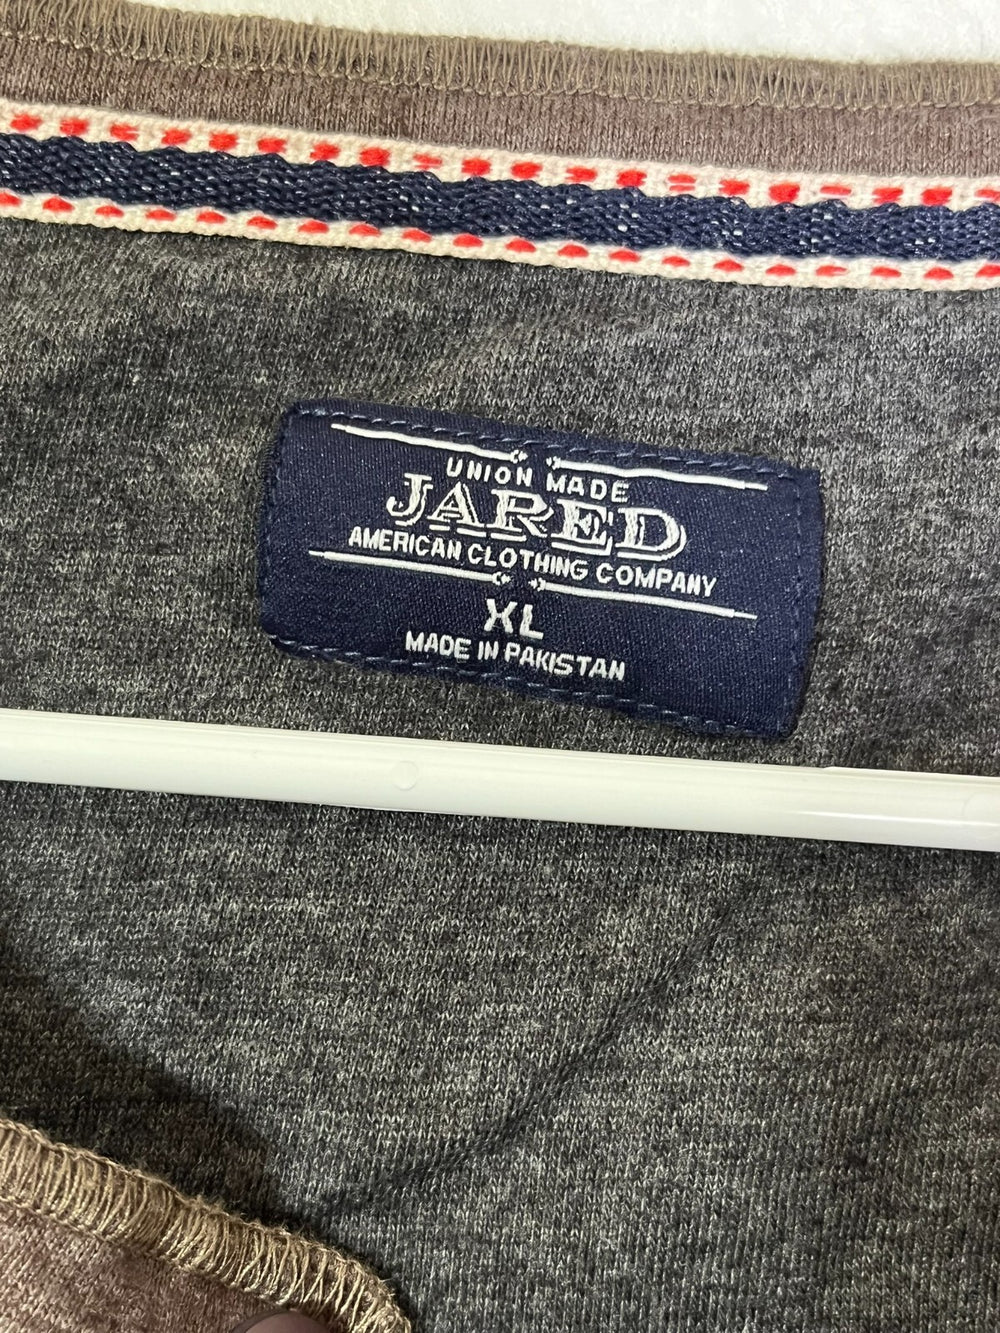 UNION MADE
JARED
AMERICAN CLOTHING COMPANY
XL
MADE IN PAKISTAN